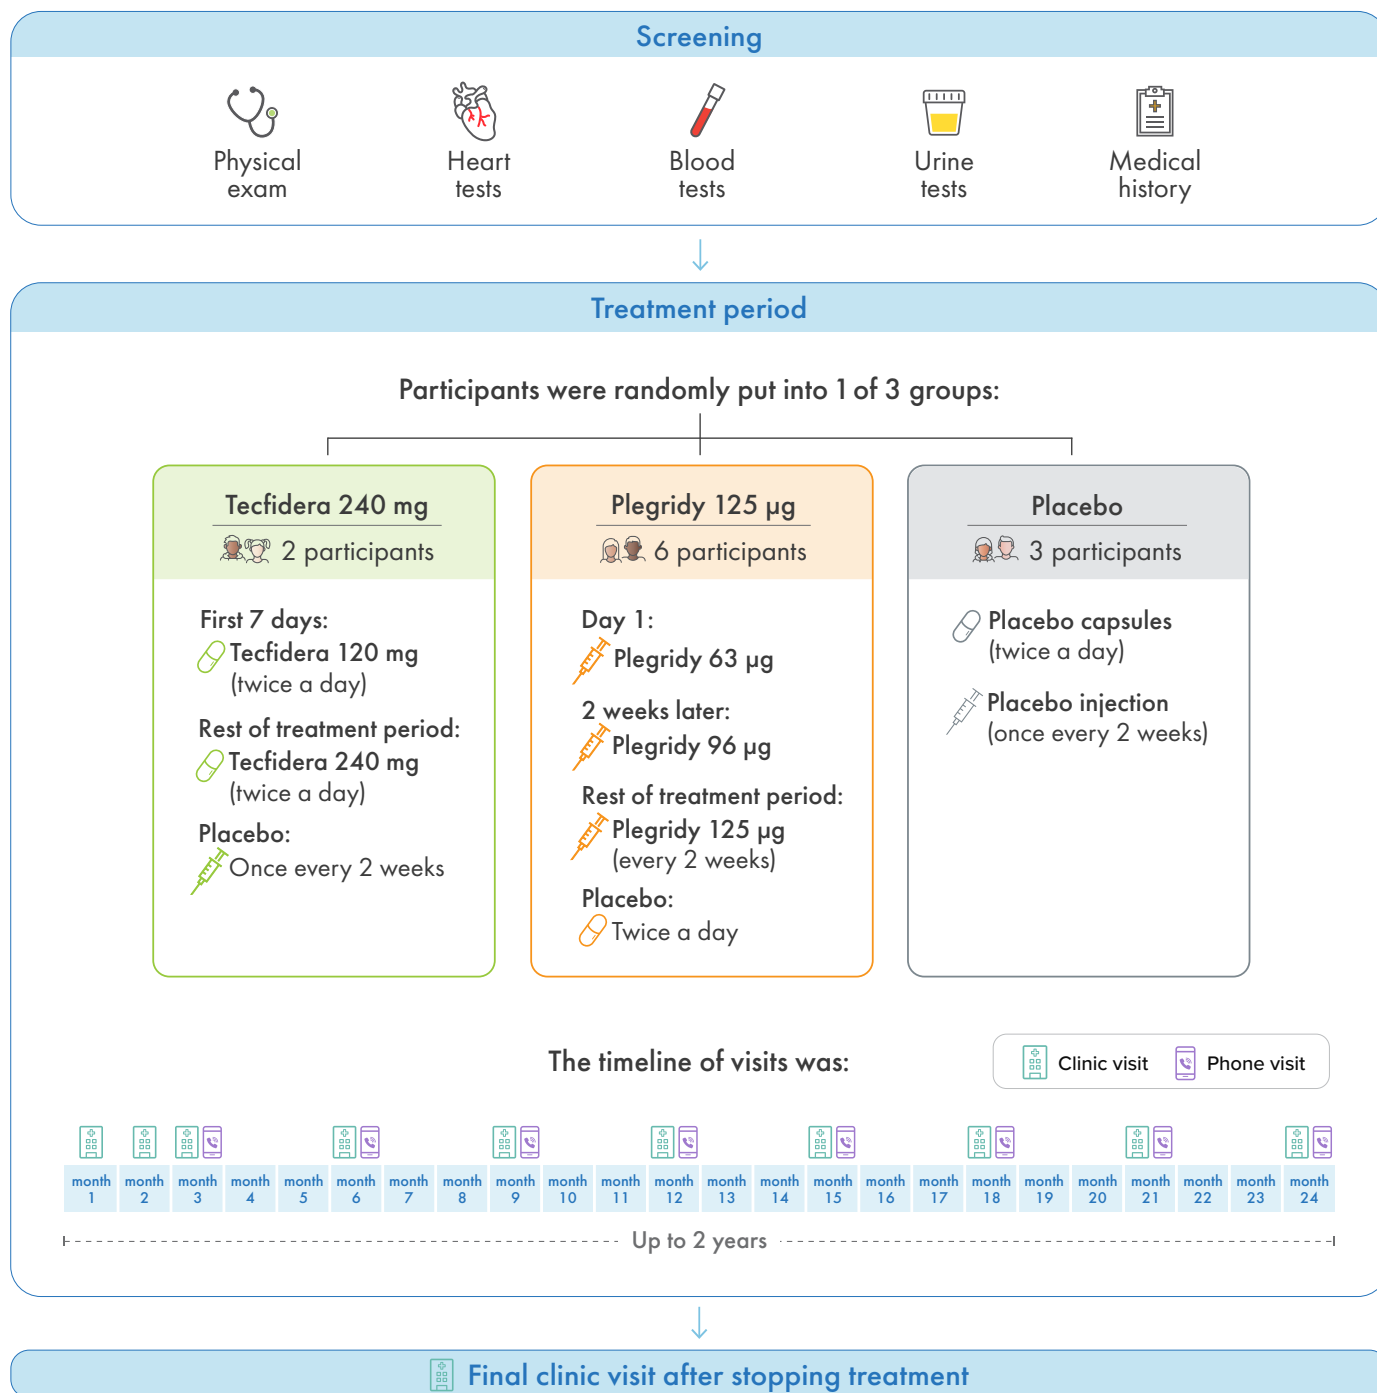 Screening
Physical
exam
Heart
tests
Blood
tests
Urine
tests
Medical
history
Treatment period
Participants were randomly put into 1 of 3 groups:
Tecfidera 240 mg
2 participants
First 7 days:
Tecfidera 120 mg
(twice a day)
Rest of treatment period:
Tecfidera 240 mg
(twice a day)
Placebo:
Once every 2 weeks
Plegridy 125 µg
6 participants
Day 1:
Plegridy 63 µg
2 weeks later:
Plegridy 96 µg
Rest of treatment period:
Plegridy 125 µg
(every 2 weeks)
Placebo:
Twice a day
Placebo
3 participants
Placebo capsules
(twice a day)
Placebo injection
(once every 2 weeks)
The timeline of visits was:
Clinic visit
Phone visit
month
1
month
2
month
3
month
4
month
5
month
6
month
7
month
8
month
9
month
10
month
11
month
12
month
13
month
14
month
15
month
16
month
17
month
18
month
19
month
20
month
21
month
22
month
23
month
24
Up to 2 years
Final clinic visit after stopping treatment